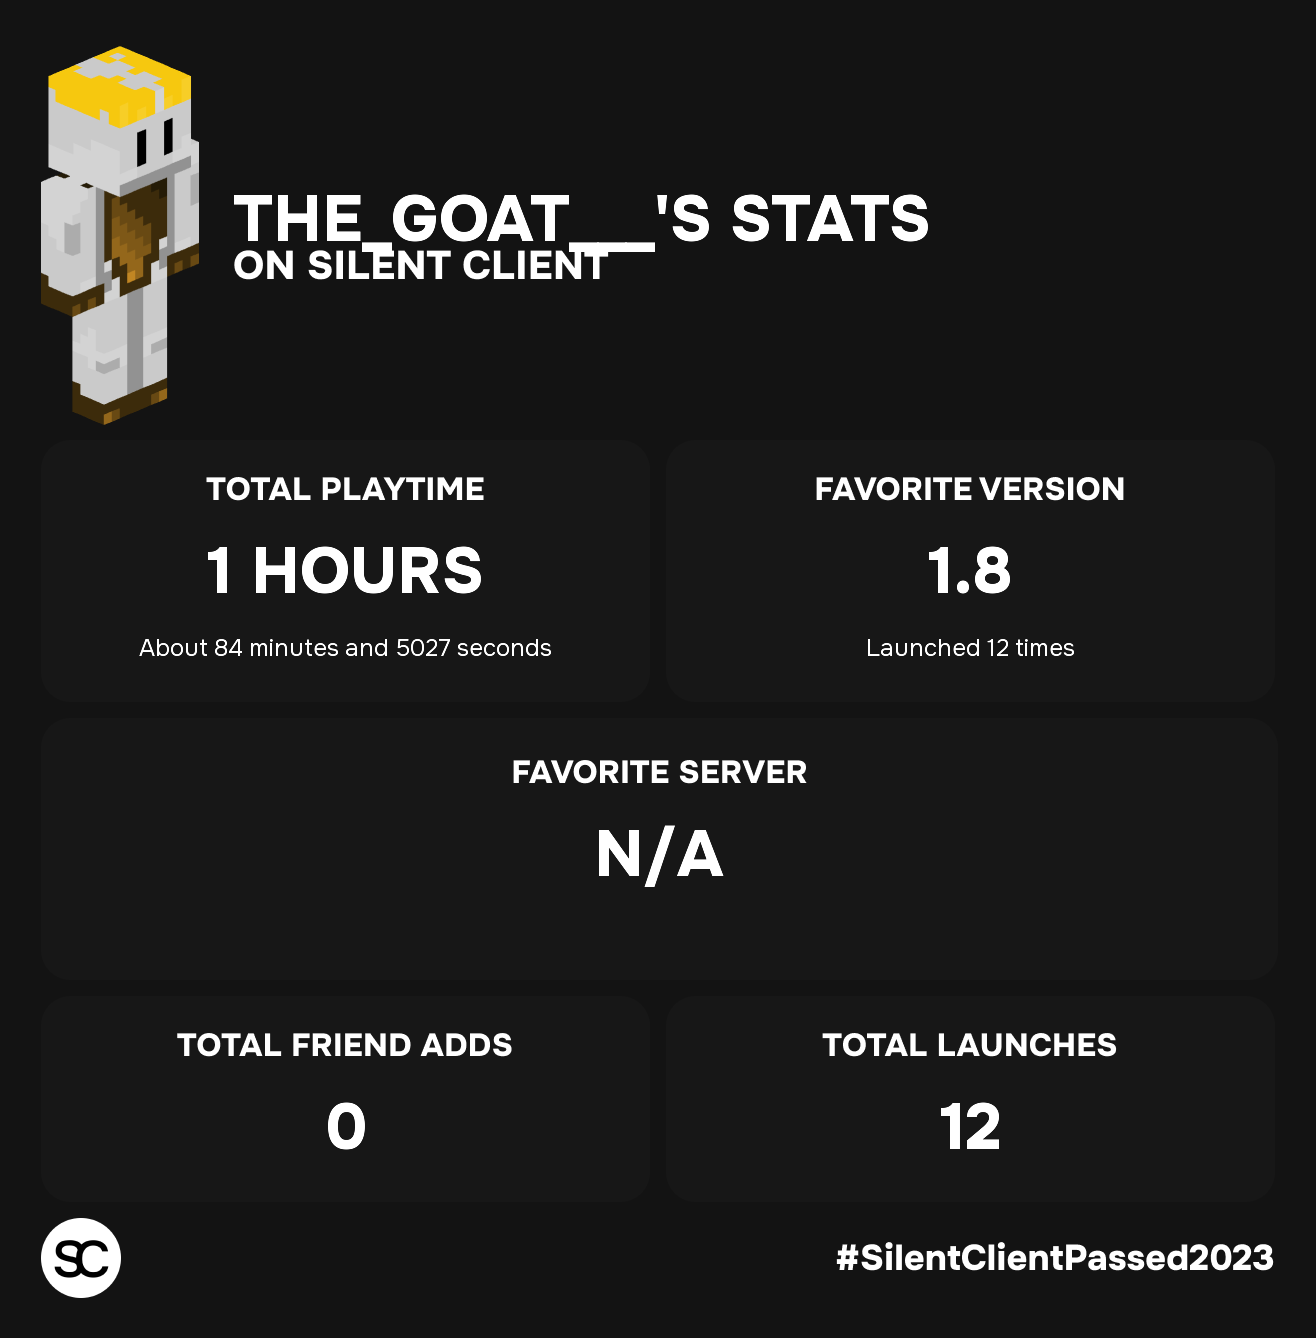 THE_GOAT___'S STATS
ON SILENT CLIENT
TOTAL PLAYTIME
1 HOURS
About 84 minutes and 5027 seconds
FAVORITE VERSION
1.8
Launched 12 times
FAVORITE SERVER
N/A
TOTAL FRIEND ADDS
0
TOTAL LAUNCHES
12
SC
#SilentClientPassed2023